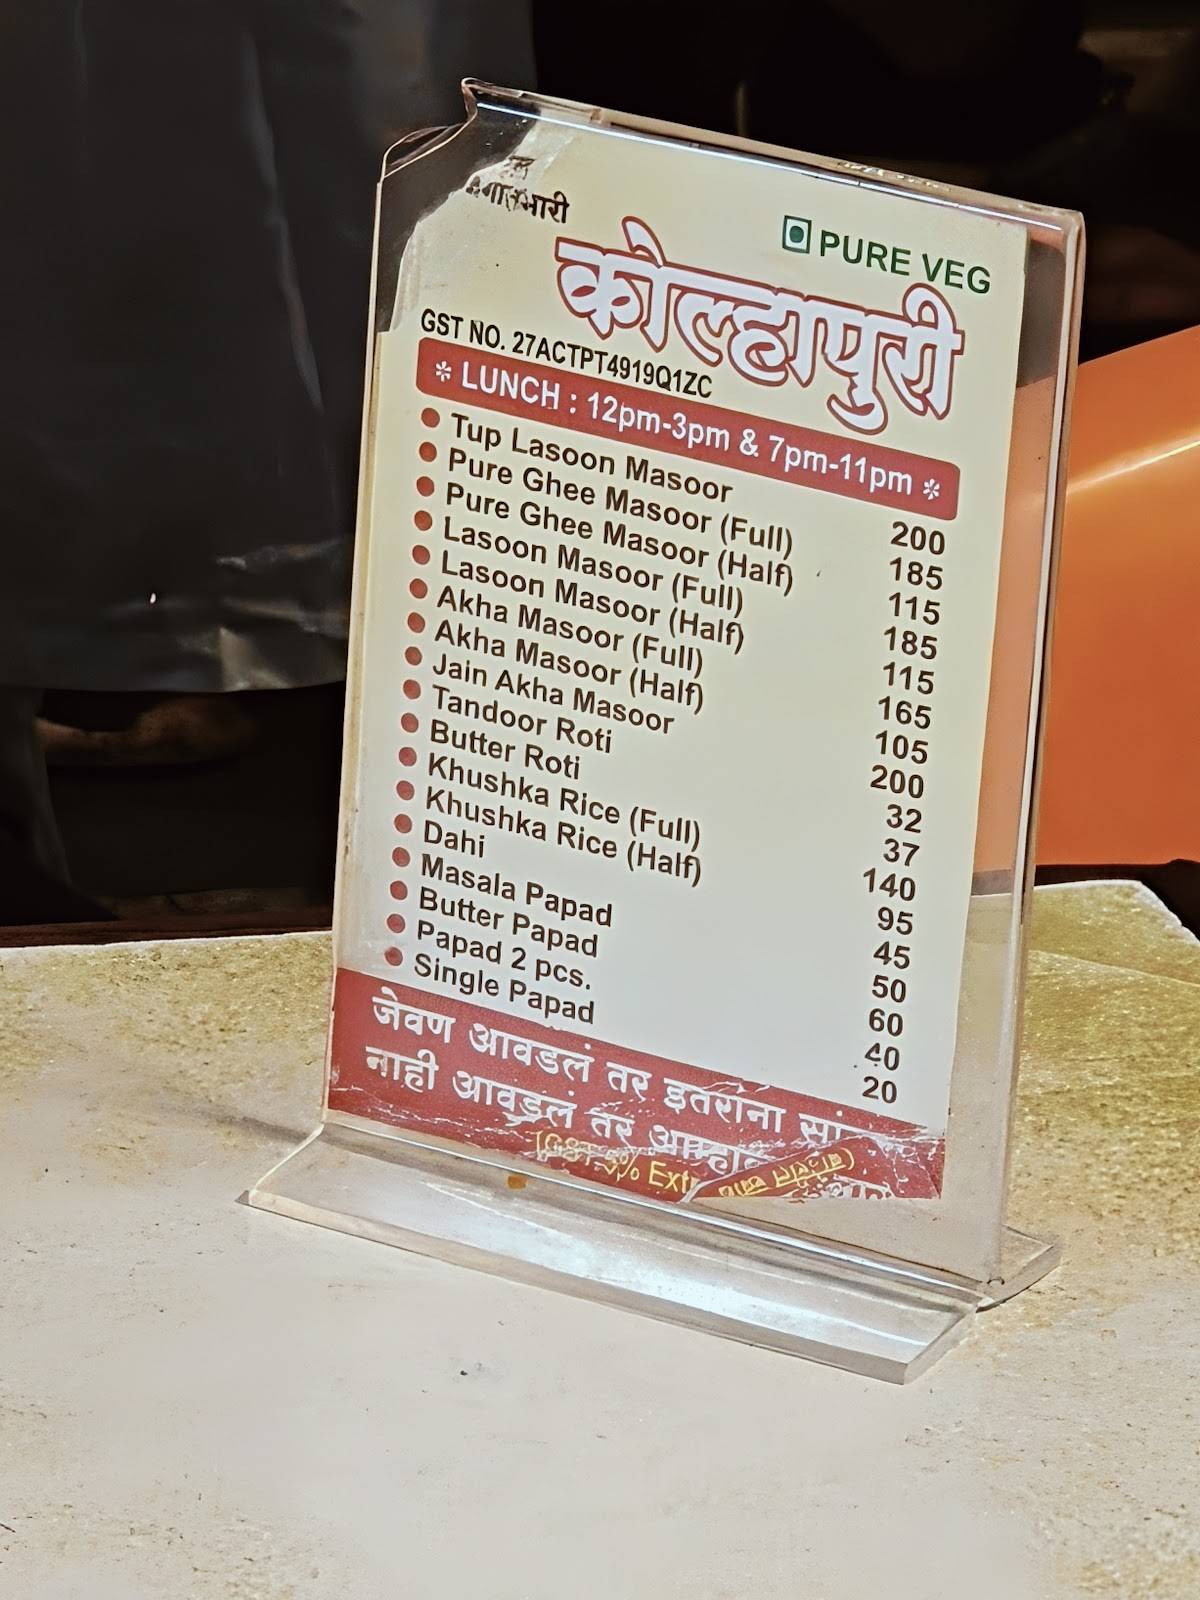 PURE VEG
कोल्हापुरी
GST NO. 27ACTPT4919Q1ZC
* LUNCH : 12pm-3pm & 7pm-11pm *
Tup Lasoon Masoor 200
Pure Ghee Masoor (Full) 185
Pure Ghee Masoor (Half) 115
Lasoon Masoor (Full) 185
Lasoon Masoor (Half) 115
Akha Masoor (Full) 165
Akha Masoor (Half) 105
Jain Akha Masoor 200
Tandoor Roti 32
Butter Roti 37
Khushka Rice (Full) 140
Khushka Rice (Half) 95
Dahi 45
Masala Papad 50
Butter Papad 60
Papad 2 pcs. 40
Single Papad 20
जेवण आवडलं तर इतरांना
नाही आवडलं तर
(GST 5%